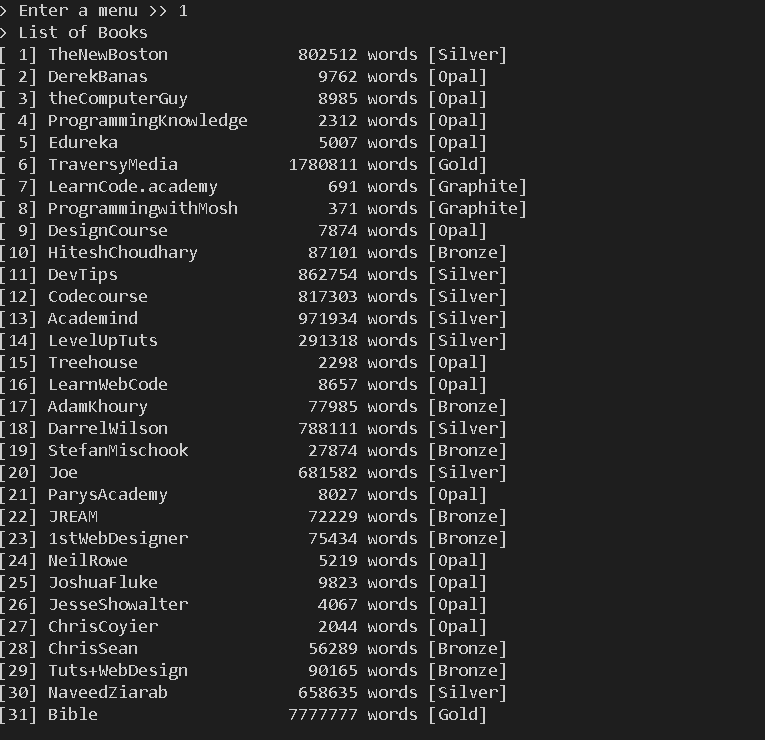 > Enter a menu >> 1
> List of Books
[ 1] TheNewBoston             802512 words [Silver]
[ 2] DerekBanas                 9762 words [Opal]
[ 3] theComputerGuy             8985 words [Opal]
[ 4] ProgrammingKnowledge       2312 words [Opal]
[ 5] Edureka                    5007 words [Opal]
[ 6] TraversyMedia           1780811 words [Gold]
[ 7] LearnCode.academy           691 words [Graphite]
[ 8] ProgrammingwithMosh         371 words [Graphite]
[ 9] DesignCourse               7874 words [Opal]
[10] HiteshChoudhary           87101 words [Bronze]
[11] DevTips                  862754 words [Silver]
[12] Codecourse               817303 words [Silver]
[13] Academind                971934 words [Silver]
[14] LevelUpTuts              291318 words [Silver]
[15] Treehouse                  2298 words [Opal]
[16] LearnWebCode               8657 words [Opal]
[17] AdamKhoury                77985 words [Bronze]
[18] DarrelWilson             788111 words [Silver]
[19] StefanMischook            27874 words [Bronze]
[20] Joe                      681582 words [Silver]
[21] ParysAcademy               8027 words [Opal]
[22] JREAM                     72229 words [Bronze]
[23] 1stWebDesigner            75434 words [Bronze]
[24] NeilRowe                   5219 words [Opal]
[25] JoshuaFluke                9823 words [Opal]
[26] JesseShowalter             4067 words [Opal]
[27] ChrisCoyier                2044 words [Opal]
[28] ChrisSean                 56289 words [Bronze]
[29] Tuts+WebDesign            90165 words [Bronze]
[30] NaveedZiarab             658635 words [Silver]
[31] Bible                   7777777 words [Gold]